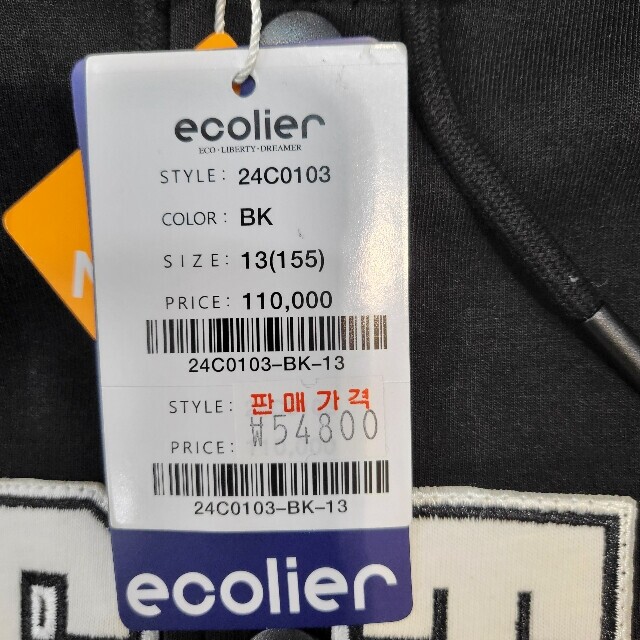 ecolier
ECO · LIBERTY · DREAMER
STYLE : 24C0103
COLOR : BK
SIZE : 13(155)
PRICE : 110,000
24C0103-BK-13
STYLE : 판매가격
PRICE : ₩54800
24C0103-BK-13
ecolier